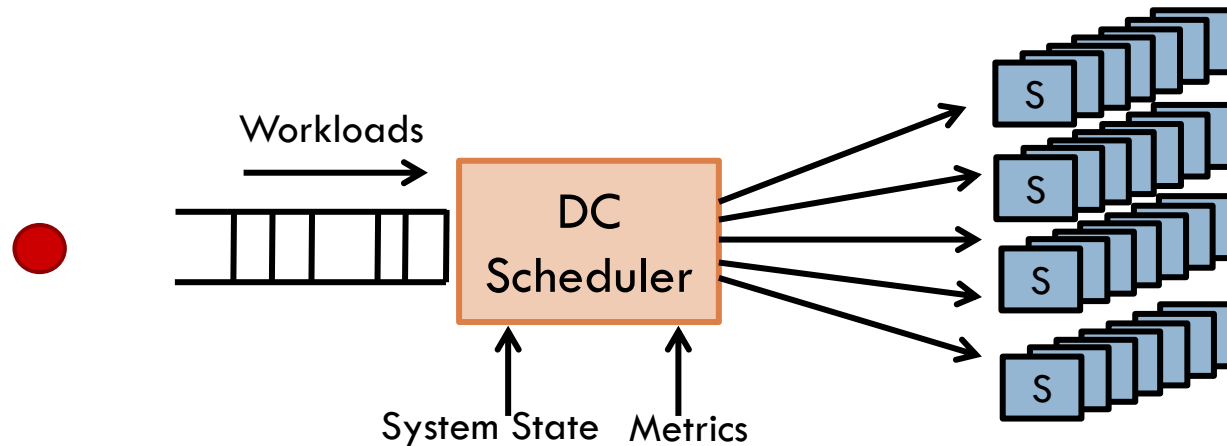 Workloads
DC
Scheduler
System State
Metrics
S
S
S
S